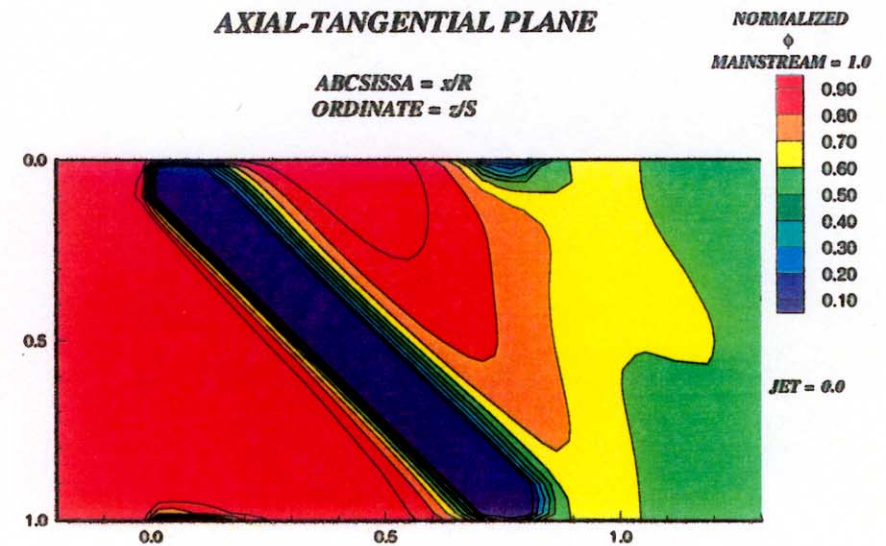 AXIAL-TANGENTIAL PLANE
ABCSISSA = x/R
ORDINATE = z/S
NORMALIZED
ϕ
MAINSTREAM = 1.0
0.90
0.80
0.70
0.60
0.50
0.40
0.30
0.20
0.10
JET = 0.0
0.0
0.5
1.0
0.0
0.5
1.0